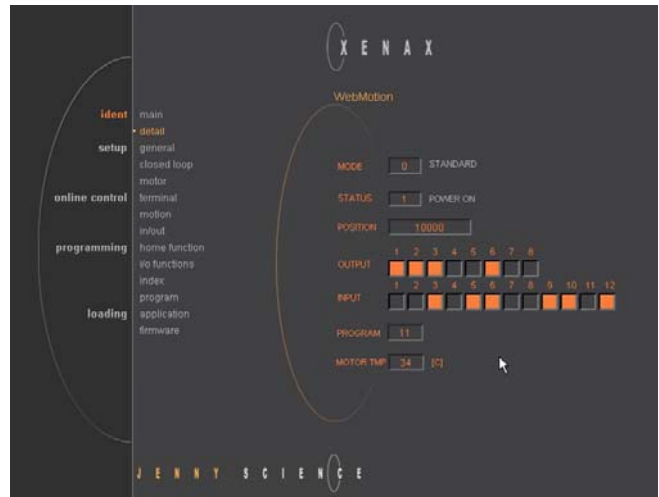 XENAX
WebMotion
ident
main
detail
setup
general
closed loop
motor
online control
terminal
motion
in/out
programming
home function
i/o functions
index
program
loading
application
firmware
MODE 0 STANDARD
STATUS 1 POWER ON
POSITION 10000
1 2 3 4 5 6 7 8
OUTPUT
1 2 3 4 5 6 7 8 9 10 11 12
INPUT
PROGRAM 11
MOTOR TMP 34 [C]
JENNY SCIENCE